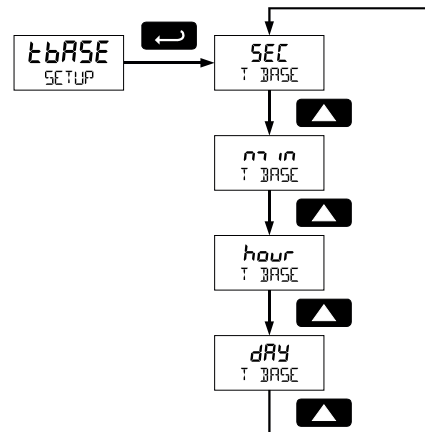 tbASE
SETUP
SEC
T BASE
min
T BASE
hour
T BASE
dAy
T BASE